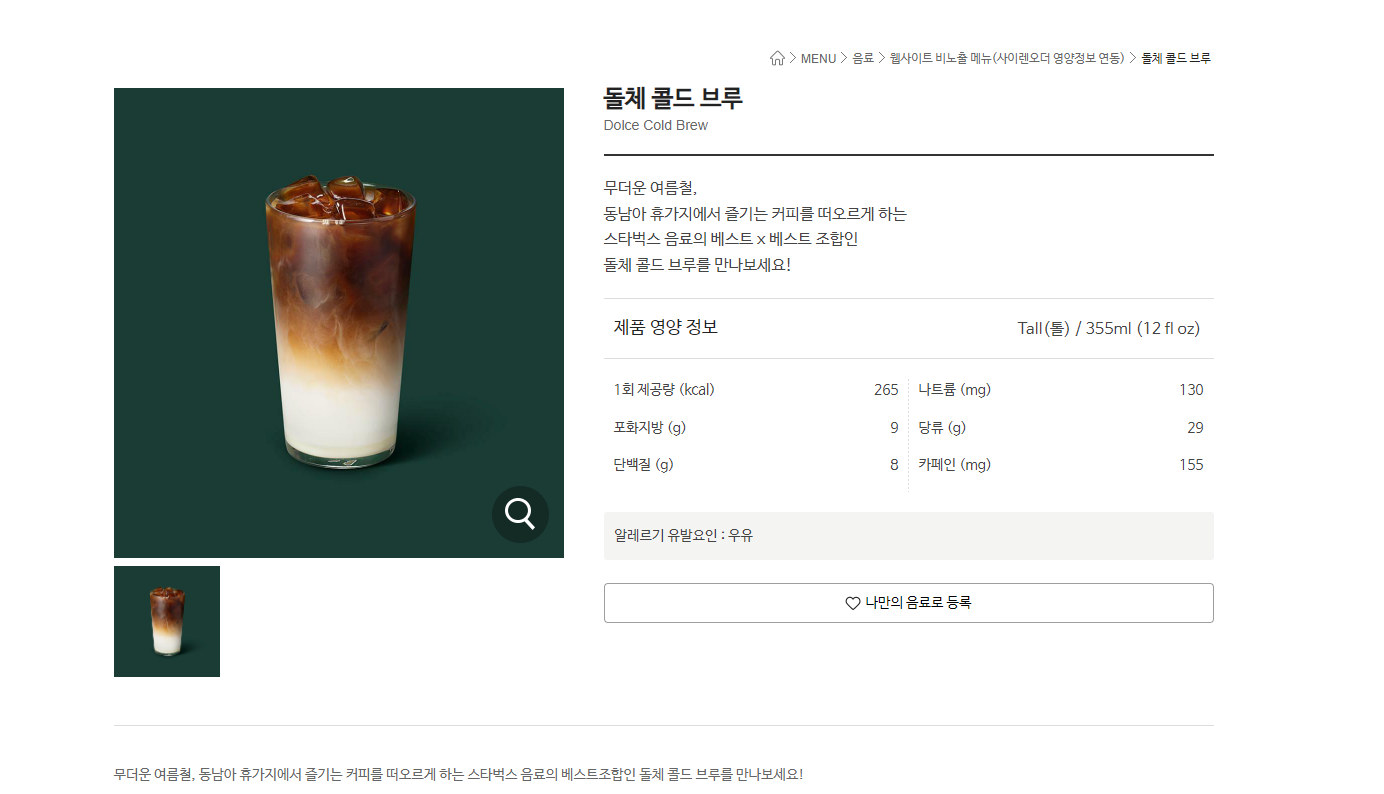 MENU > 음료 > 웹사이트 비노출 메뉴(사이렌오더 영양정보 연동) > 돌체 콜드 브루
돌체 콜드 브루
Dolce Cold Brew
무더운 여름철,
동남아 휴가지에서 즐기는 커피를 떠오르게 하는
스타벅스 음료의 베스트 x 베스트 조합인
돌체 콜드 브루를 만나보세요!
제품 영양 정보 Tall(톨) / 355ml (12 fl oz)
1회 제공량 (kcal) 265 나트륨 (mg) 130
포화지방 (g) 9 당류 (g) 29
단백질 (g) 8 카페인 (mg) 155
알레르기 유발요인 : 우유
나만의 음료로 등록
무더운 여름철, 동남아 휴가지에서 즐기는 커피를 떠오르게 하는 스타벅스 음료의 베스트조합인 돌체 콜드 브루를 만나보세요!